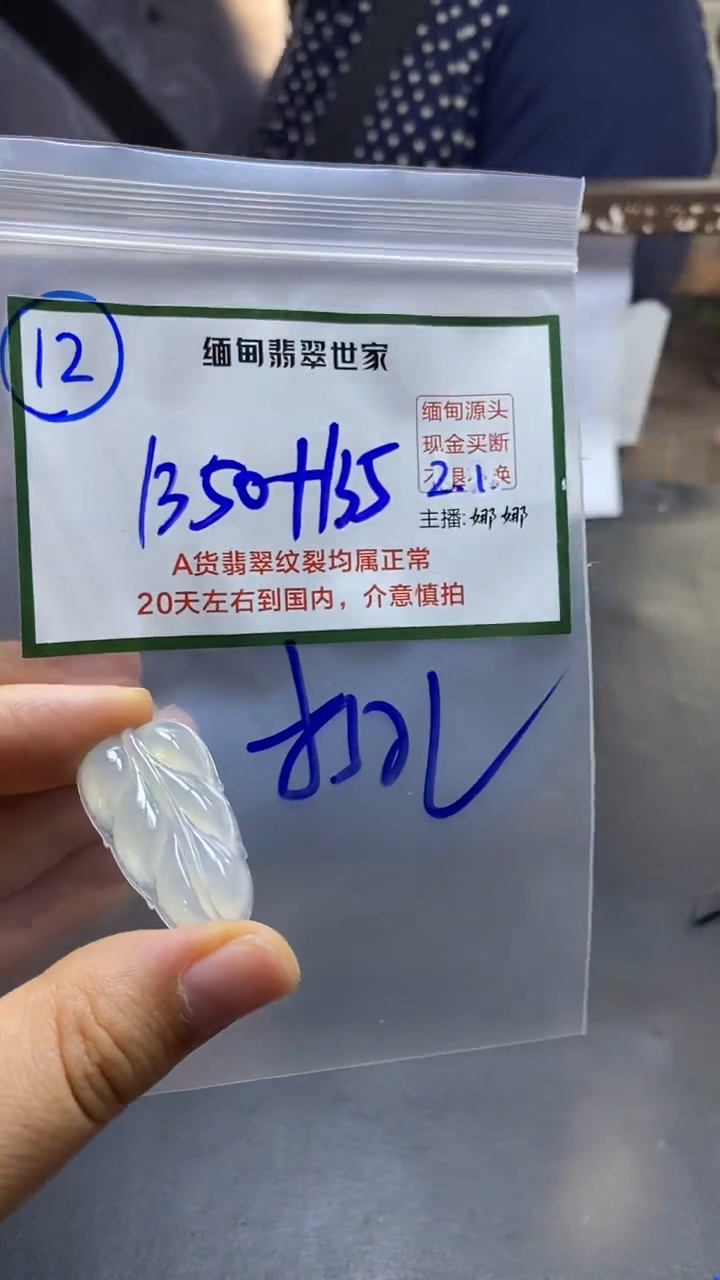 12
缅甸翡翠世家
缅甸源头
现金买断
1350+135
2.1.
主播:娜娜
A货翡翠纹裂均属正常
20天左右到国内，介意慎拍